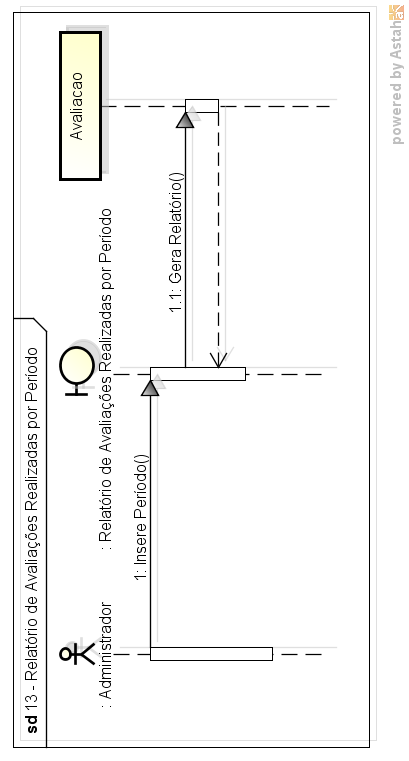 sd 13 - Relatório de Avaliações Realizadas por Período
: Administrador
: Relatório de Avaliações Realizadas por Período
Avaliacao
1: Insere Período()
1.1: Gera Relatório()
powered by Astah